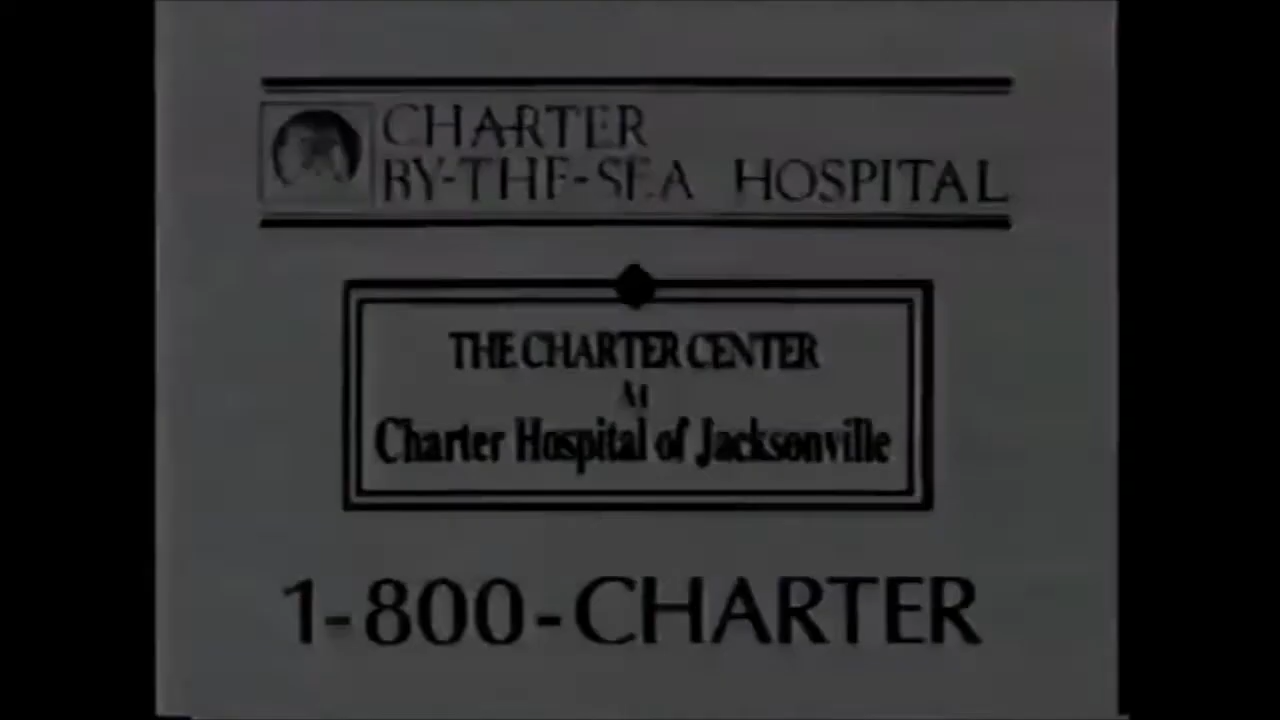 CHARTER
BY-THE-SEA HOSPITAL
THE CHARTER CENTER
At
Charter Hospital of Jacksonville
1-800-CHARTER